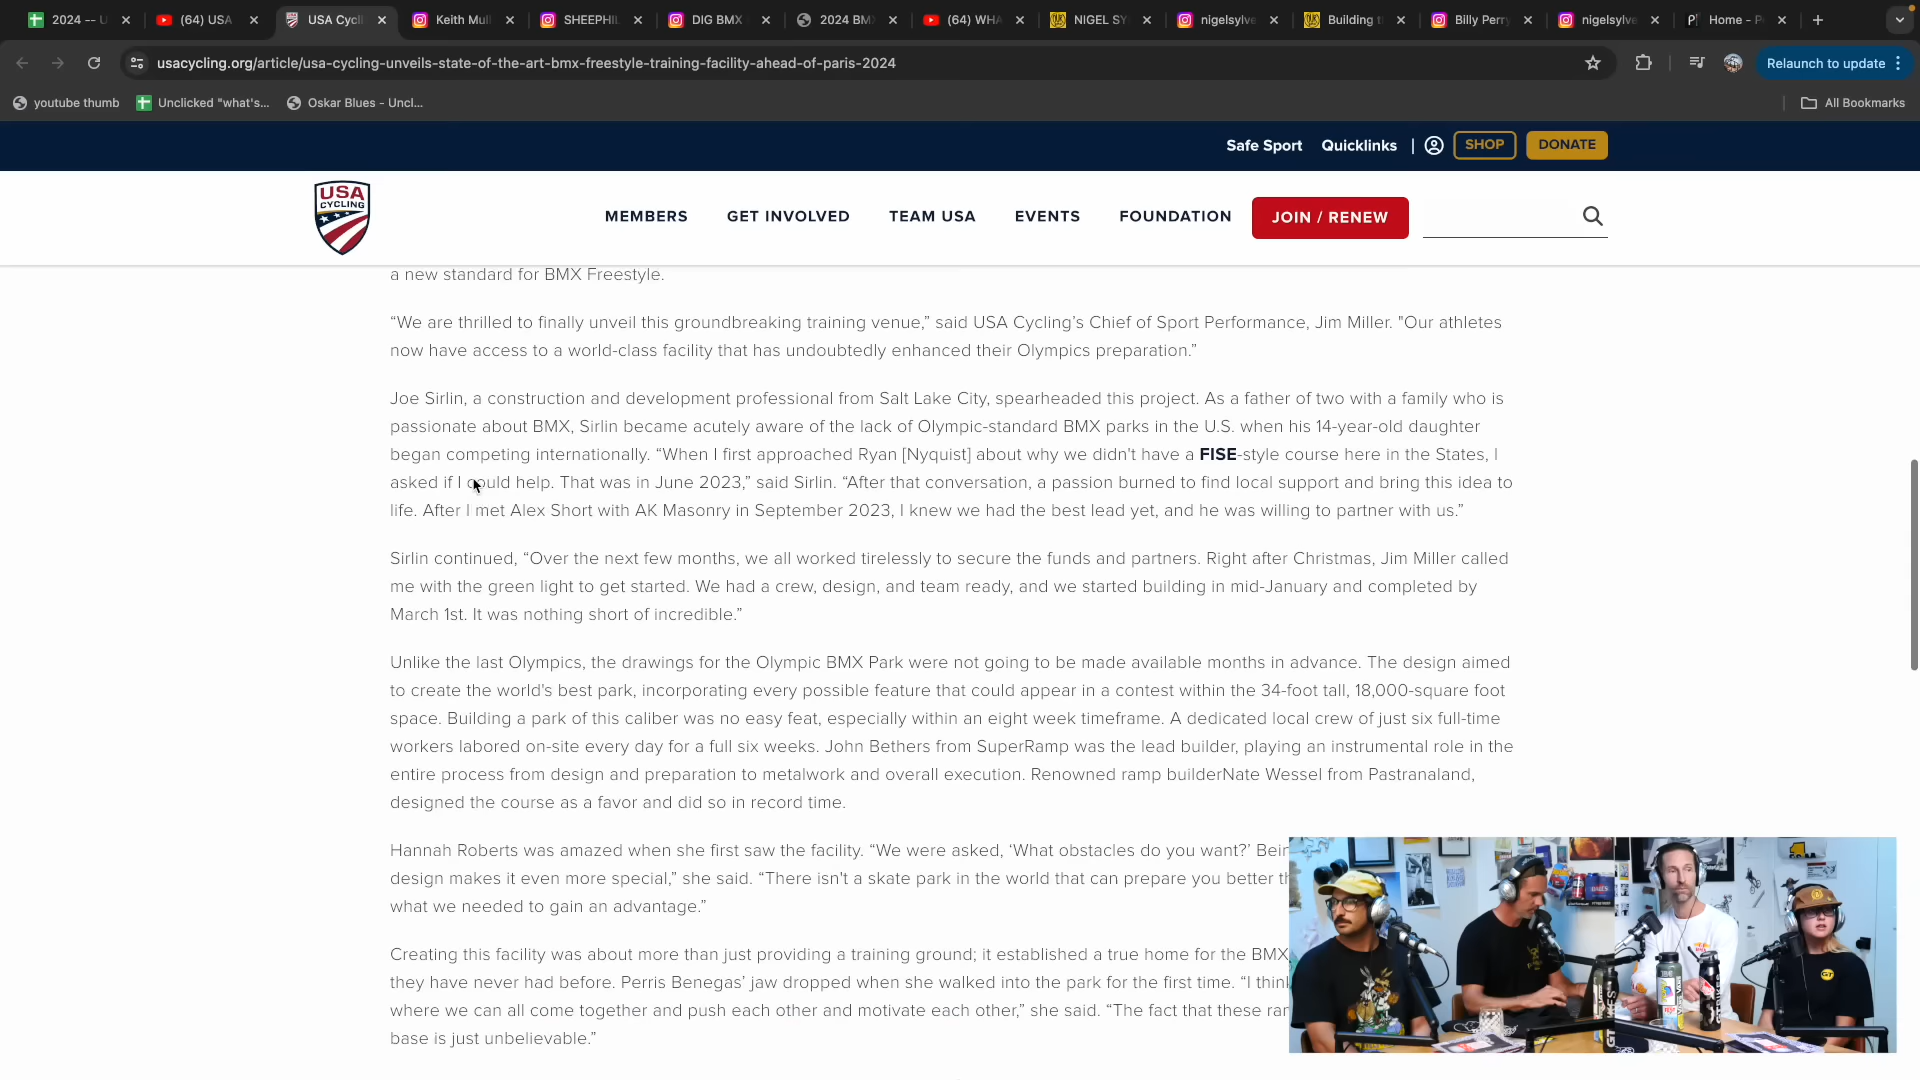 2024 -- U
(64) USA
USA Cycli
Keith Mul
SHEEPHIL
DIG BMX
2024 BM
(64) WHA
NIGEL SY
nigelsylve
Building t
Billy Perry
nigelsylve
Home - P
usacycling.org/article/usa-cycling-unveils-state-of-the-art-bmx-freestyle-training-facility-ahead-of-paris-2024
Relaunch to update
youtube thumb
Unclicked "what's...
Oskar Blues - Uncl...
All Bookmarks
Safe Sport Quicklinks | SHOP DONATE
USA
CYCLING
MEMBERS GET INVOLVED TEAM USA EVENTS FOUNDATION JOIN / RENEW
a new standard for BMX Freestyle.
“We are thrilled to finally unveil this groundbreaking training venue,” said USA Cycling’s Chief of Sport Performance, Jim Miller. "Our athletes
now have access to a world-class facility that has undoubtedly enhanced their Olympics preparation.”
Joe Sirlin, a construction and development professional from Salt Lake City, spearheaded this project. As a father of two with a family who is
passionate about BMX, Sirlin became acutely aware of the lack of Olympic-standard BMX parks in the U.S. when his 14-year-old daughter
began competing internationally. “When I first approached Ryan [Nyquist] about why we didn't have a FISE-style course here in the States, I
asked if I could help. That was in June 2023,” said Sirlin. “After that conversation, a passion burned to find local support and bring this idea to
life. After I met Alex Short with AK Masonry in September 2023, I knew we had the best lead yet, and he was willing to partner with us.”
Sirlin continued, “Over the next few months, we all worked tirelessly to secure the funds and partners. Right after Christmas, Jim Miller called
me with the green light to get started. We had a crew, design, and team ready, and we started building in mid-January and completed by
March 1st. It was nothing short of incredible.”
Unlike the last Olympics, the drawings for the Olympic BMX Park were not going to be made available months in advance. The design aimed
to create the world's best park, incorporating every possible feature that could appear in a contest within the 34-foot tall, 18,000-square foot
space. Building a park of this caliber was no easy feat, especially within an eight week timeframe. A dedicated local crew of just six full-time
workers labored on-site every day for a full six weeks. John Bethers from SuperRamp was the lead builder, playing an instrumental role in the
entire process from design and preparation to metalwork and overall execution. Renowned ramp builderNate Wessel from Pastranaland,
designed the course as a favor and did so in record time.
Hannah Roberts was amazed when she first saw the facility. “We were asked, ‘What obstacles do you want?’ Bein
design makes it even more special,” she said. “There isn't a skate park in the world that can prepare you better th
what we needed to gain an advantage.”
Creating this facility was about more than just providing a training ground; it established a true home for the BMX
they have never had before. Perris Benegas’ jaw dropped when she walked into the park for the first time. “I think
where we can all come together and push each other and motivate each other,” she said. “The fact that these ram
base is just unbelievable.”
GT